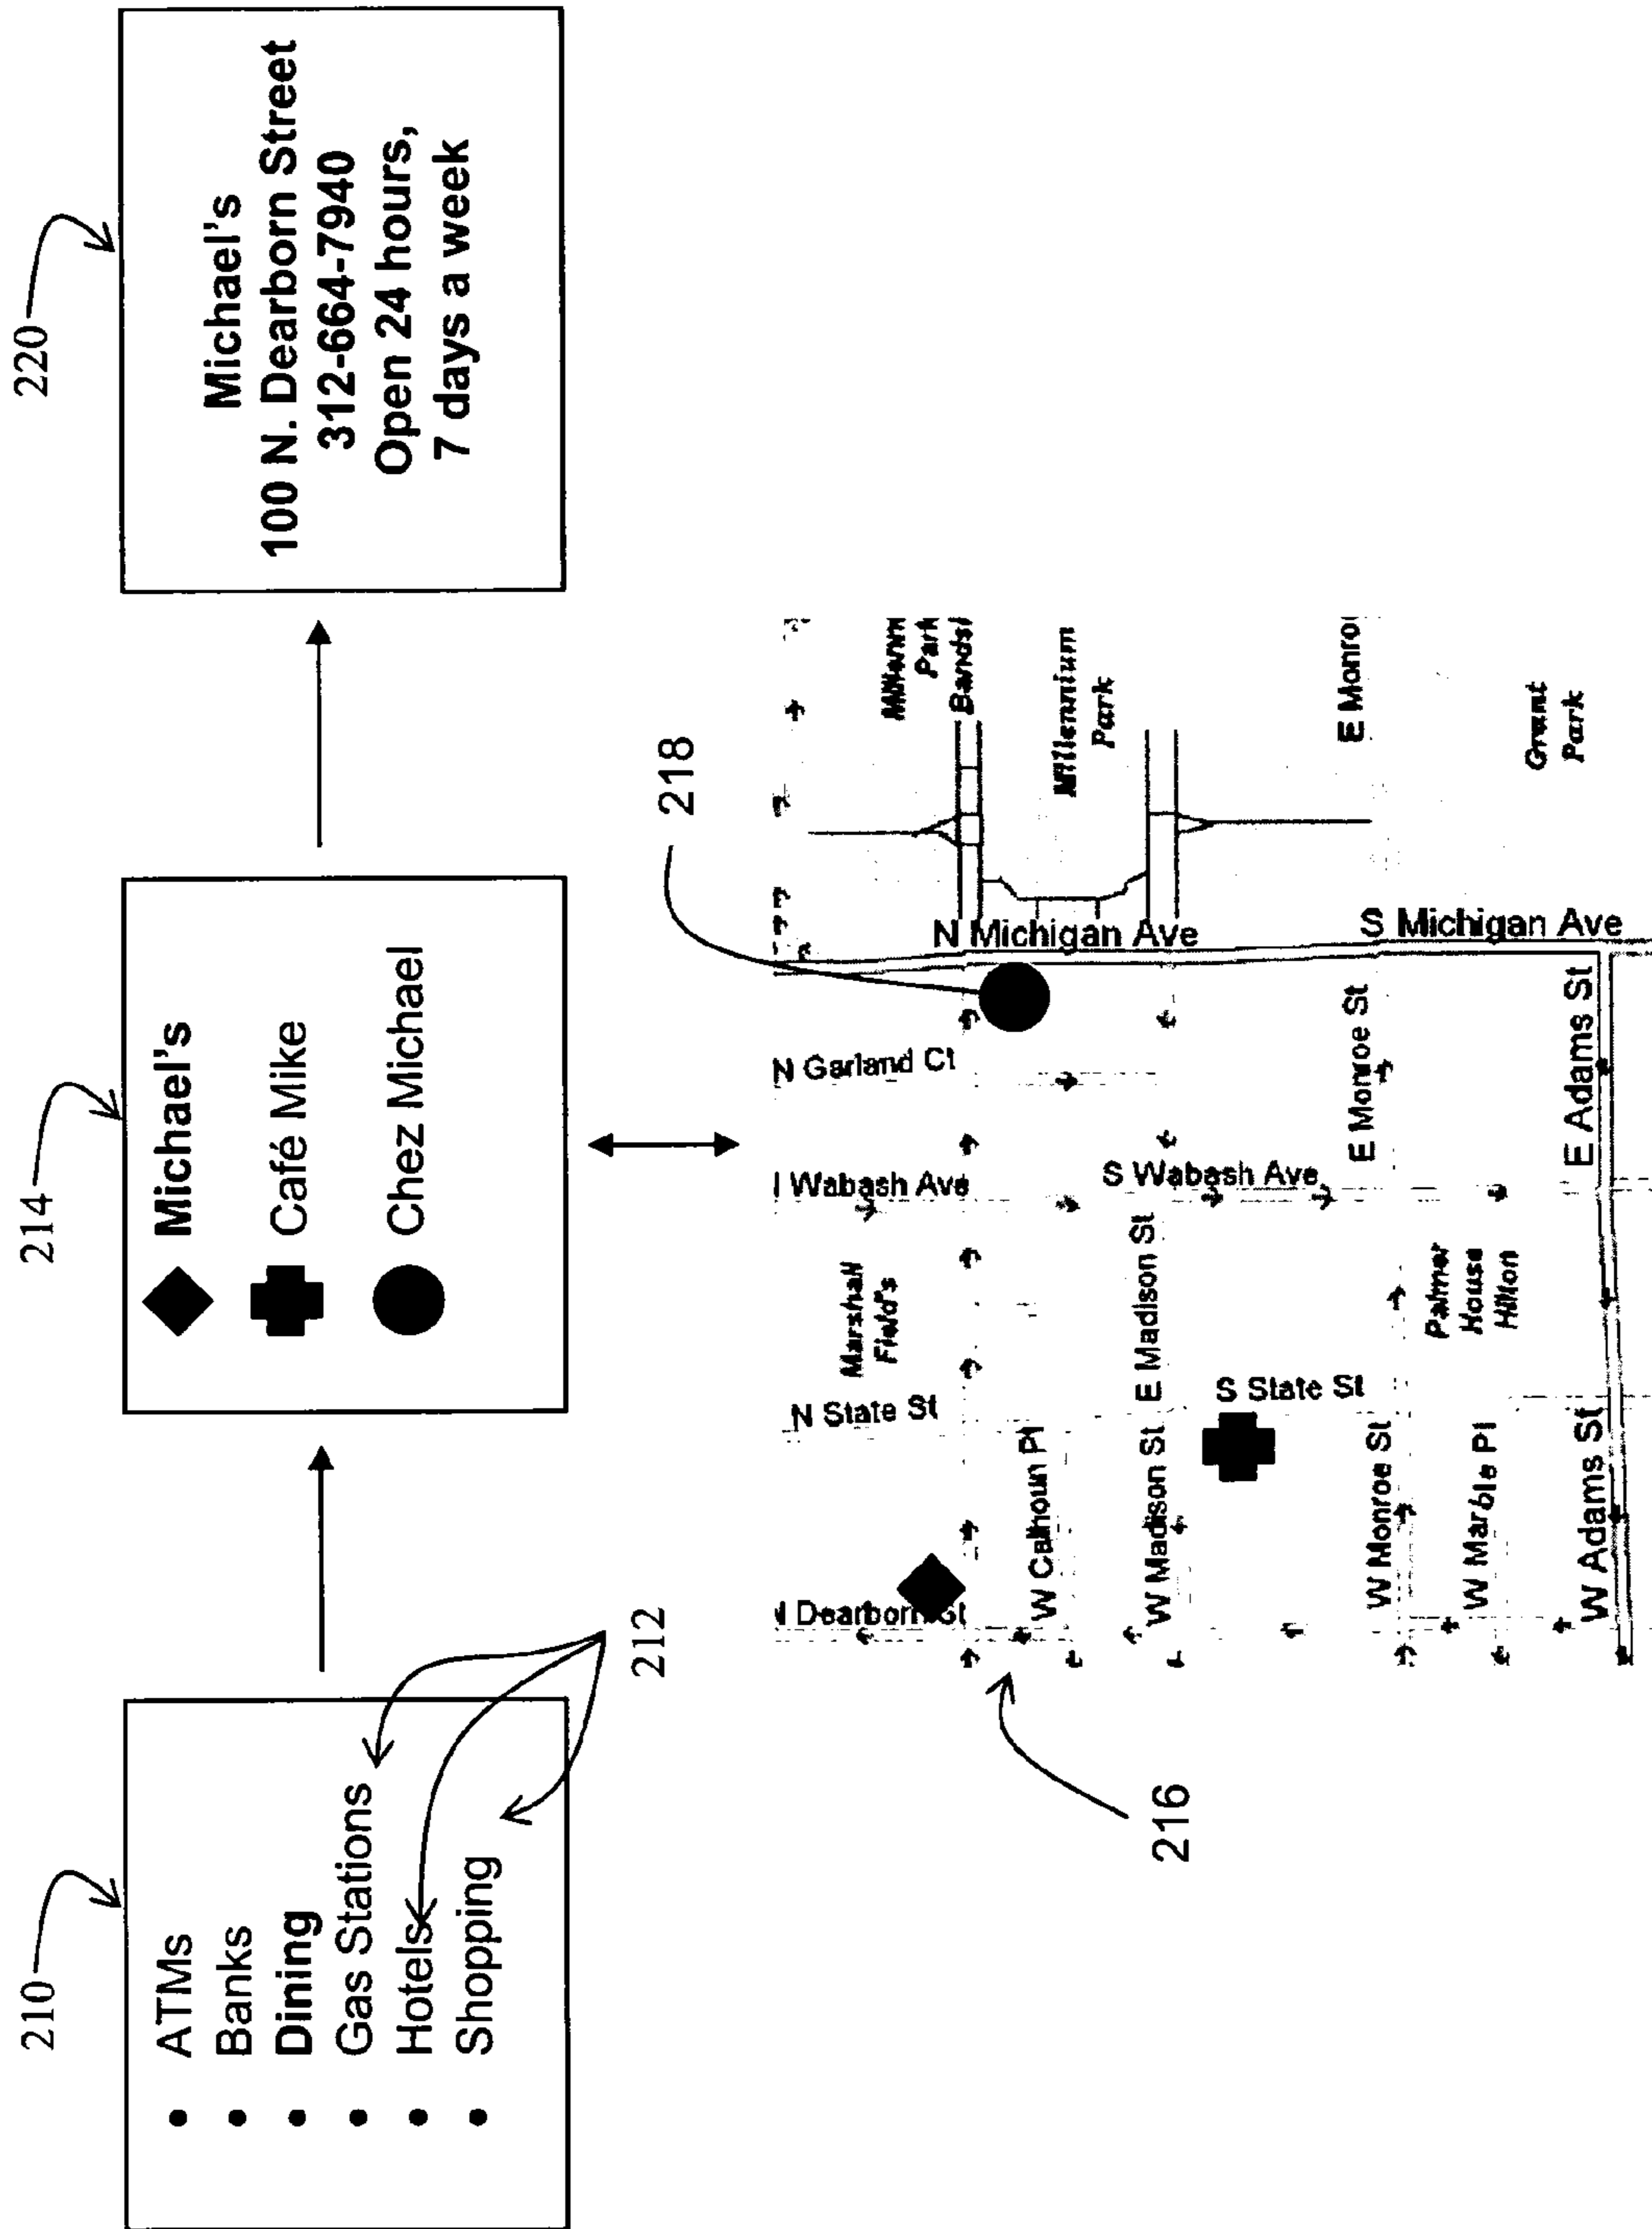 210
• ATMs
• Banks
• Dining
• Gas Stations
• Hotels
• Shopping
212
214
Michael's
Café Mike
Chez Michael
220
Michael's
100 N. Dearborn Street
312-664-7940
Open 24 hours,
7 days a week
216
218
Dearborn St
N State St
Marshall
Field's
Wabash Ave
N Garland Ct
N Michigan Ave
Park
Millennium
Park
W Calhoun Pl
W Madison St
E Madison St
S State St
S Wabash Ave
S Michigan Ave
W Monroe St
E Monroe St
E Monro
Palmer
House
Hilton
W Marble Pl
Grant
Park
W Adams St
E Adams St